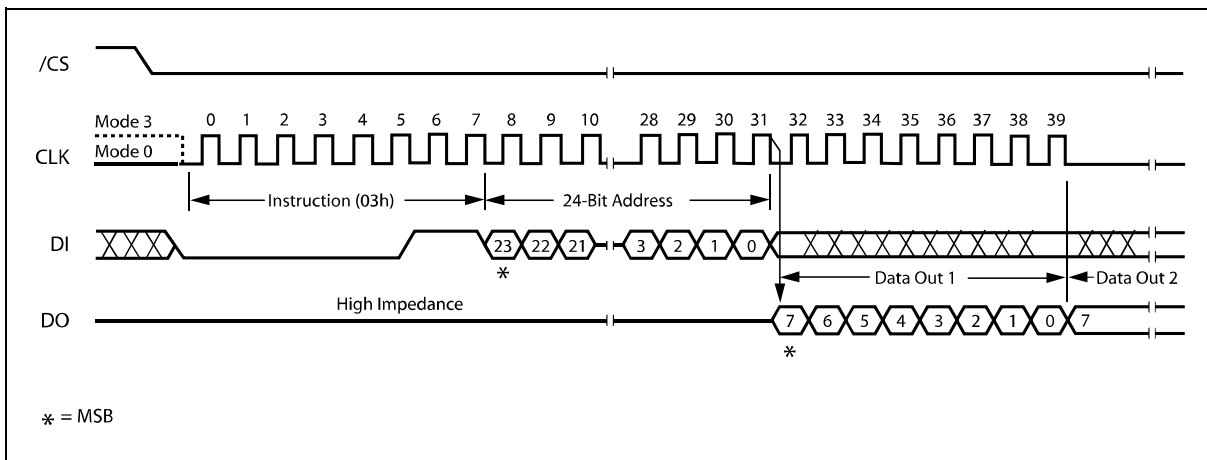 /CS
Mode 3
0 1 2 3 4 5 6 7 8 9 10 28 29 30 31 32 33 34 35 36 37 38 39
CLK
Mode 0
Instruction (03h) 24-Bit Address
DI
23 22 21 3 2 1 0
*
Data Out 1 Data Out 2
High Impedance
DO
7 6 5 4 3 2 1 0 7
*
* = MSB